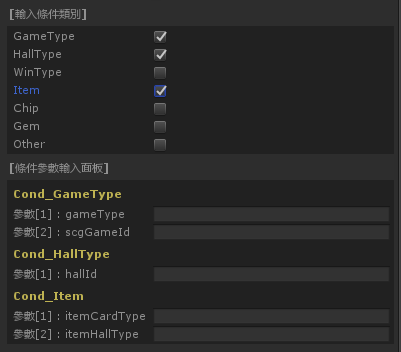 [輸入條件類別]
GameType
HallType
WinType
Item
Chip
Gem
Other
[條件參數輸入面板]
Cond_GameType
參數[1] : gameType
參數[2] : scgGameId
Cond_HallType
參數[1] : hallId
Cond_Item
參數[1] : itemCardType
參數[2] : itemHallType